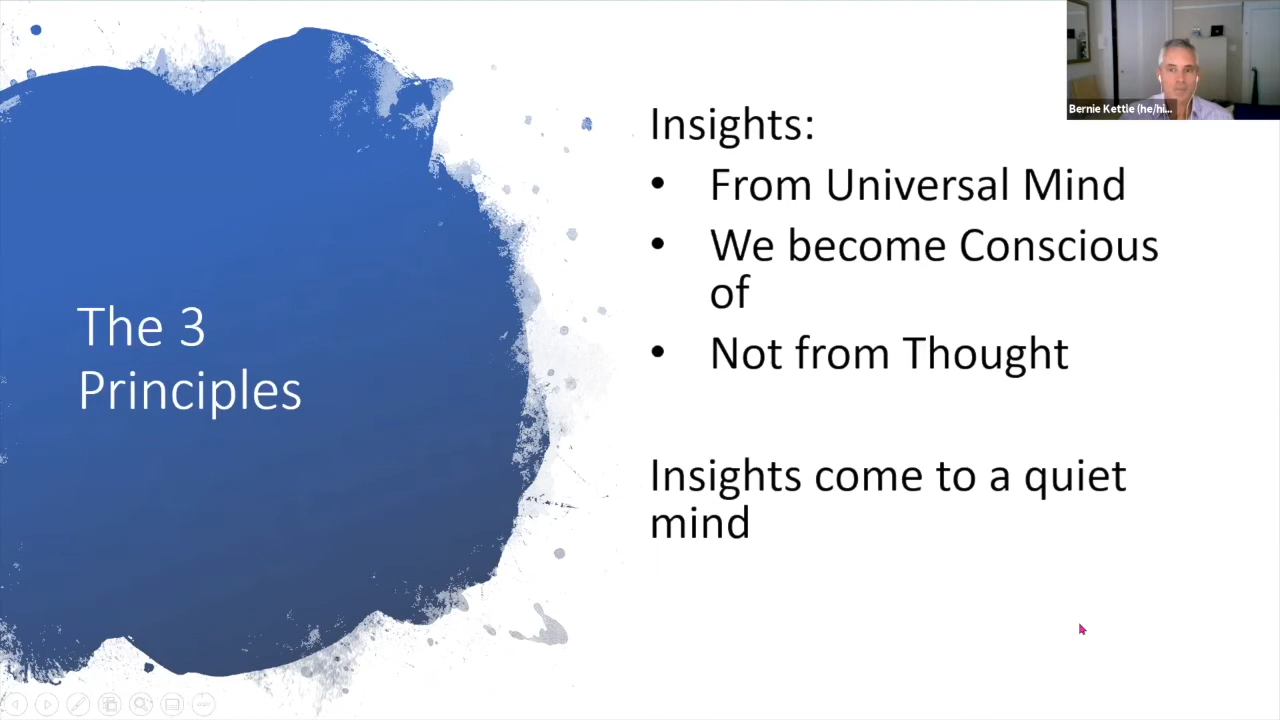 The 3
Principles
Insights:
• From Universal Mind
• We become Conscious
of
• Not from Thought
Insights come to a quiet
mind
Bernie Kettle (he/hi...